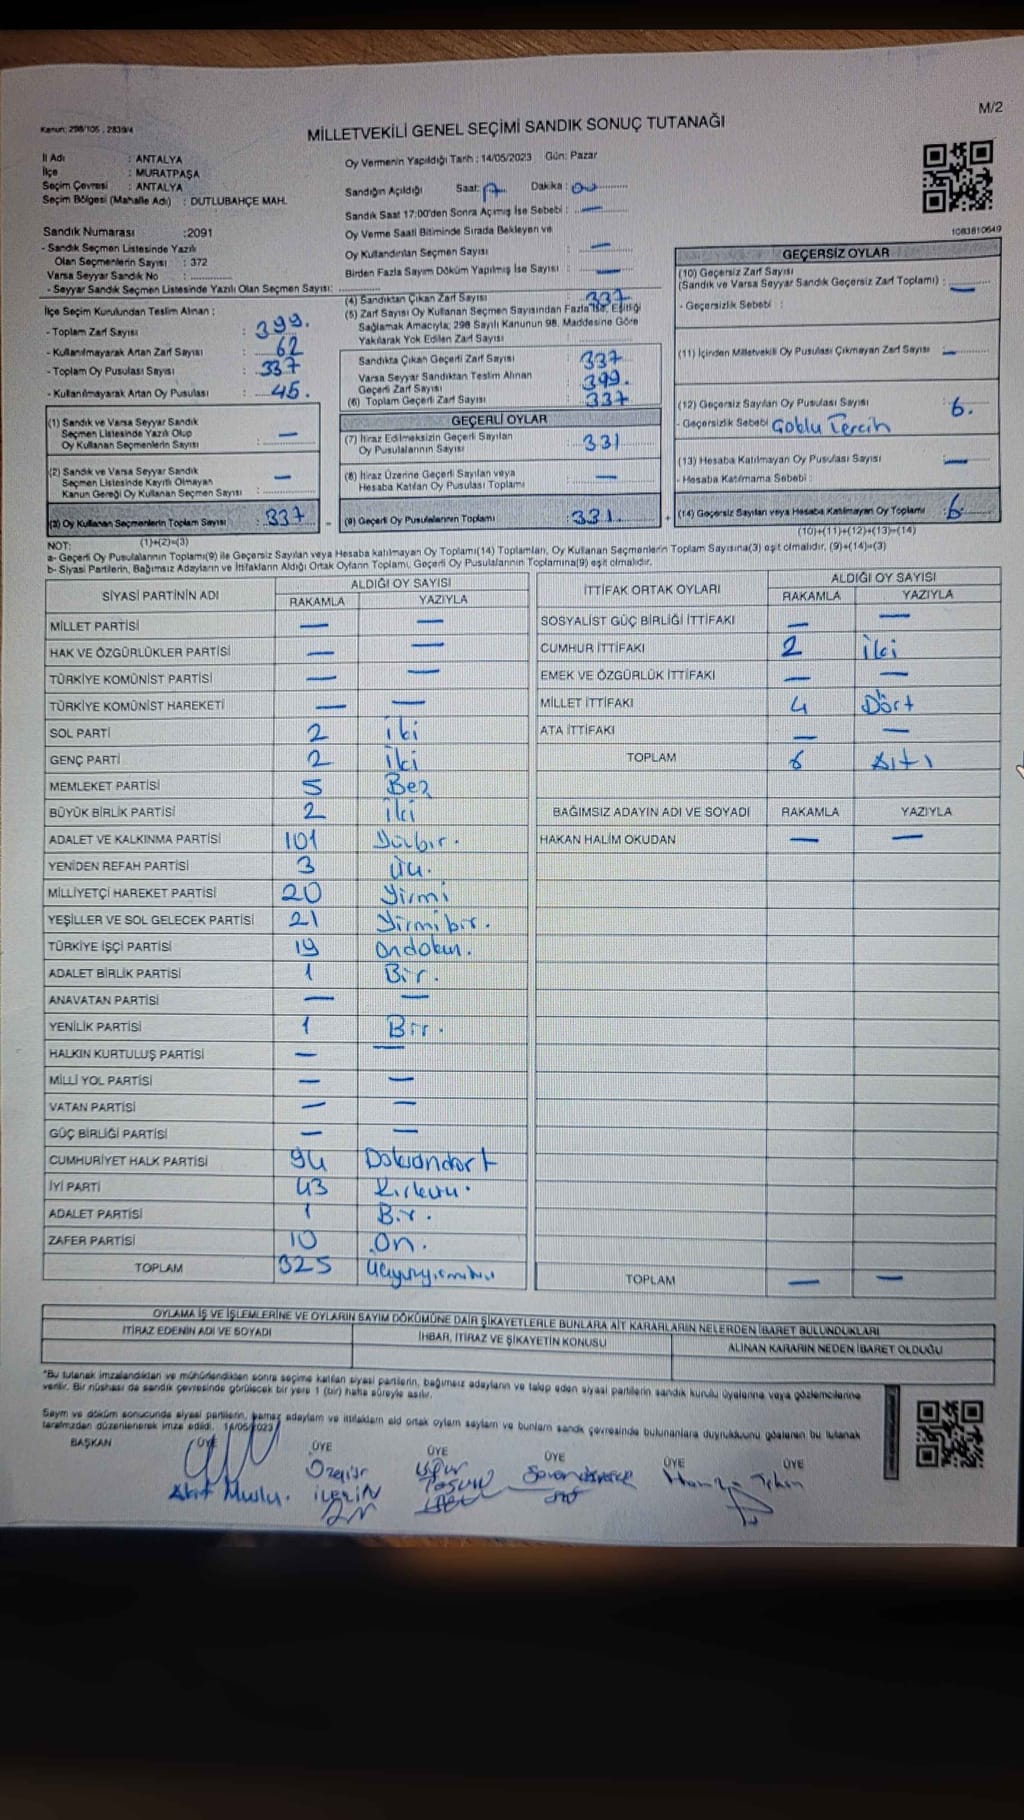 M/2
Kanun: 298/105 , 2839/4
MİLLETVEKİLİ GENEL SEÇİMİ SANDIK SONUÇ TUTANAĞI
İl Adı : ANTALYA
İlçe : MURATPAŞA
Seçim Çevresi : ANTALYA
Seçim Bölgesi (Mahalle Adı) : DUTLUBAHÇE MAH.
Sandık Numarası :2091
- Sandık Seçmen Listesinde Yazılı
Olan Seçmenlerin Sayısı : 372
Varsa Seyyar Sandık No :
- Seyyar Sandık Seçmen Listesinde Yazılı Olan Seçmen Sayısı:
Oy Vermenin Yapıldığı Tarih : 14/05/2023 Gün: Pazar
Sandığın Açıldığı Saat: Dakika :
Sandık Saat 17:00'den Sonra Açmış İse Sebebi : —
Oy Verme Saati Bitiminde Sırada Bekleyen ve
Oy Kullandırılan Seçmen Sayısı —
Birden Fazla Sayım Döküm Yapılmış İse Sayısı : —
1083810649
İlçe Seçim Kurulundan Teslim Alınan :
- Toplam Zarf Sayısı : 399.
- Kullanılmayarak Artan Zarf Sayısı : 62
- Toplam Oy Pusulası Sayısı : 337
- Kullanılmayarak Artan Oy Pusulası : 45.
(4) Sandıktan Çıkan Zarf Sayısı : 337
(5) Zarf Sayısı Oy Kullanan Seçmen Sayısından Fazla ise, Eşitliği
Sağlamak Amacıyla; 298 Sayılı Kanunun 98. Maddesine Göre
Yakılarak Yok Edilen Zarf Sayısı :
Sandıkta Çıkan Geçerli Zarf Sayısı : 337
Varsa Seyyar Sandıktan Teslim Alınan
Geçerli Zarf Sayısı : 399.
(6) Toplam Geçerli Zarf Sayısı : 337
GEÇERSİZ OYLAR
(10) Geçersiz Zarf Sayısı
(Sandık ve Varsa Seyyar Sandık Geçersiz Zarf Toplamı) : —
- Geçersizlik Sebebi :
(11) İçinden Milletvekili Oy Pusulası Çıkmayan Zarf Sayısı : —
(12) Geçersiz Sayılan Oy Pusulası Sayısı : 6.
- Geçersizlik Sebebi Çoklu Tercih
(13) Hesaba Katılmayan Oy Pusulası Sayısı : —
- Hesaba Katılmama Sebebi :
(14) Geçersiz Sayılan veya Hesaba Katılmayan Oy Toplamı : 6
(10)+(11)+(12)+(13)=(14)
(1) Sandık ve Varsa Seyyar Sandık
Seçmen Listesinde Yazılı Olup
Oy Kullanan Seçmenlerin Sayısı : —
(2) Sandık ve Varsa Seyyar Sandık
Seçmen Listesinde Kayıtlı Olmayan
Kanun Gereği Oy Kullanan Seçmen Sayısı : —
(3) Oy Kullanan Seçmenlerin Toplam Sayısı : 337
(1)+(2)=(3)
GEÇERLİ OYLAR
(7) İtiraz Edilmeksizin Geçerli Sayılan
Oy Pusulalarının Sayısı : 331
(8) İtiraz Üzerine Geçerli Sayılan veya
Hesaba Katılan Oy Pusulası Toplamı : —
(9) Geçerli Oy Pusulalarının Toplamı : 331
NOT:
a- Geçerli Oy Pusulalarının Toplamı(9) ile Geçersiz Sayılan veya Hesaba katılmayan Oy Toplamı(14) Toplamları, Oy Kullanan Seçmenlerin Toplam Sayısına(3) eşit olmalıdır. (9)+(14)=(3)
b- Siyasi Partilerin, Bağımsız Adayların ve İttifakların Aldığı Ortak Oyların Toplamı, Geçerli Oy Pusulalarının Toplamına(9) eşit olmalıdır.
SİYASİ PARTİNİN ADI ALDIĞI OY SAYISI
RAKAMLA YAZIYLA
MİLLET PARTİSİ — —
HAK VE ÖZGÜRLÜKLER PARTİSİ — —
TÜRKİYE KOMÜNİST PARTİSİ — —
TÜRKİYE KOMÜNİST HAREKETİ — —
SOL PARTİ 2 iki
GENÇ PARTİ 2 iki
MEMLEKET PARTİSİ 5 Beş
BÜYÜK BİRLİK PARTİSİ 2 iki
ADALET VE KALKINMA PARTİSİ 101 Yüzbir.
YENİDEN REFAH PARTİSİ 3 Üç.
MİLLİYETÇİ HAREKET PARTİSİ 20 Yirmi
YEŞİLLER VE SOL GELECEK PARTİSİ 21 Yirmibir.
TÜRKİYE İŞÇİ PARTİSİ 19 Ondokuz.
ADALET BİRLİK PARTİSİ 1 Bir.
ANAVATAN PARTİSİ — —
YENİLİK PARTİSİ 1 Bir.
HALKIN KURTULUŞ PARTİSİ — —
MİLLİ YOL PARTİSİ — —
VATAN PARTİSİ — —
GÜÇ BİRLİĞİ PARTİSİ — —
CUMHURİYET HALK PARTİSİ 94 Doksandört
İYİ PARTİ 43 Kırküç.
ADALET PARTİSİ 1 Bir.
ZAFER PARTİSİ 10 On.
TOPLAM 325
İTTİFAK ORTAK OYLARI ALDIĞI OY SAYISI
RAKAMLA YAZIYLA
SOSYALİST GÜÇ BİRLİĞİ İTTİFAKI — —
CUMHUR İTTİFAKI 2 iki
EMEK VE ÖZGÜRLÜK İTTİFAKI — —
MİLLET İTTİFAKI 4 Dört
ATA İTTİFAKI — —
TOPLAM 6 Altı
BAĞIMSIZ ADAYIN ADI VE SOYADI RAKAMLA YAZIYLA
HAKAN HALİM OKUDAN — —
TOPLAM — —
OYLAMA İŞ VE İŞLEMLERİNE VE OYLARIN SAYIM DÖKÜMÜNE DAİR ŞİKAYETLERLE BUNLARA AİT KARARLARIN NELERDEN İBARET BULUNDUKLARI
İTİRAZ EDENİN ADI VE SOYADI İHBAR, İTİRAZ VE ŞİKAYETİN KONUSU ALINAN KARARIN NEDEN İBARET OLDUĞU
"Bu tutanak imzalandıktan ve mühürlendikten sonra seçime katılan siyasi partilerin, bağımsız adayların ve talep eden siyasi partilerin sandık kurulu üyelerine veya gözlemcilerine
verilir. Bir nüshası da sandık çevresinde görülecek bir yere 1 (bir) hafta süreyle asılır.
Sayım ve döküm sonucunda siyasi partilerin, adayların ve ittifakların ortak oyların sayıları ve bunların sandık çevresinde bulunanlara duyrulduğunu gösteren bu tutanak
tarafımızdan düzenlenerek imza edildi. 14/05/2023
BAŞKAN ÜYE ÜYE ÜYE ÜYE ÜYE ÜYE
Akif Mutlu.